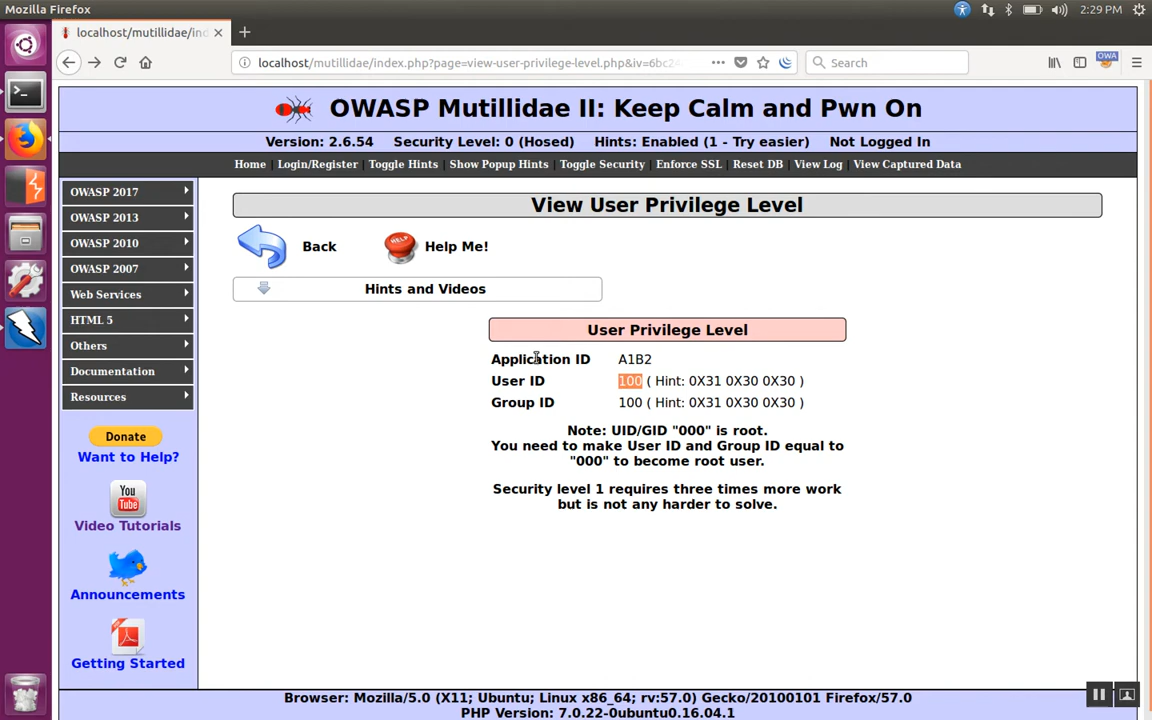 Mozilla Firefox
2:29 PM
localhost/mutillidae/ind
localhost/mutillidae/index.php?page=view-user-privilege-level.php&iv=6bc24
Search
OWA
OWASP Mutillidae II: Keep Calm and Pwn On
Version: 2.6.54 Security Level: 0 (Hosed) Hints: Enabled (1 - Try easier) Not Logged In
Home | Login/Register | Toggle Hints | Show Popup Hints | Toggle Security | Enforce SSL | Reset DB | View Log | View Captured Data
OWASP 2017
OWASP 2013
OWASP 2010
OWASP 2007
Web Services
HTML 5
Others
Documentation
Resources
Donate
Want to Help?
You Tube
Video Tutorials
Announcements
Getting Started
View User Privilege Level
Back
HELP
Help Me!
Hints and Videos
User Privilege Level
Application ID A1B2
User ID 100 ( Hint: 0X31 0X30 0X30 )
Group ID 100 ( Hint: 0X31 0X30 0X30 )
Note: UID/GID "000" is root.
You need to make User ID and Group ID equal to
"000" to become root user.
Security level 1 requires three times more work
but is not any harder to solve.
Browser: Mozilla/5.0 (X11; Ubuntu; Linux x86_64; rv:57.0) Gecko/20100101 Firefox/57.0
PHP Version: 7.0.22-0ubuntu0.16.04.1